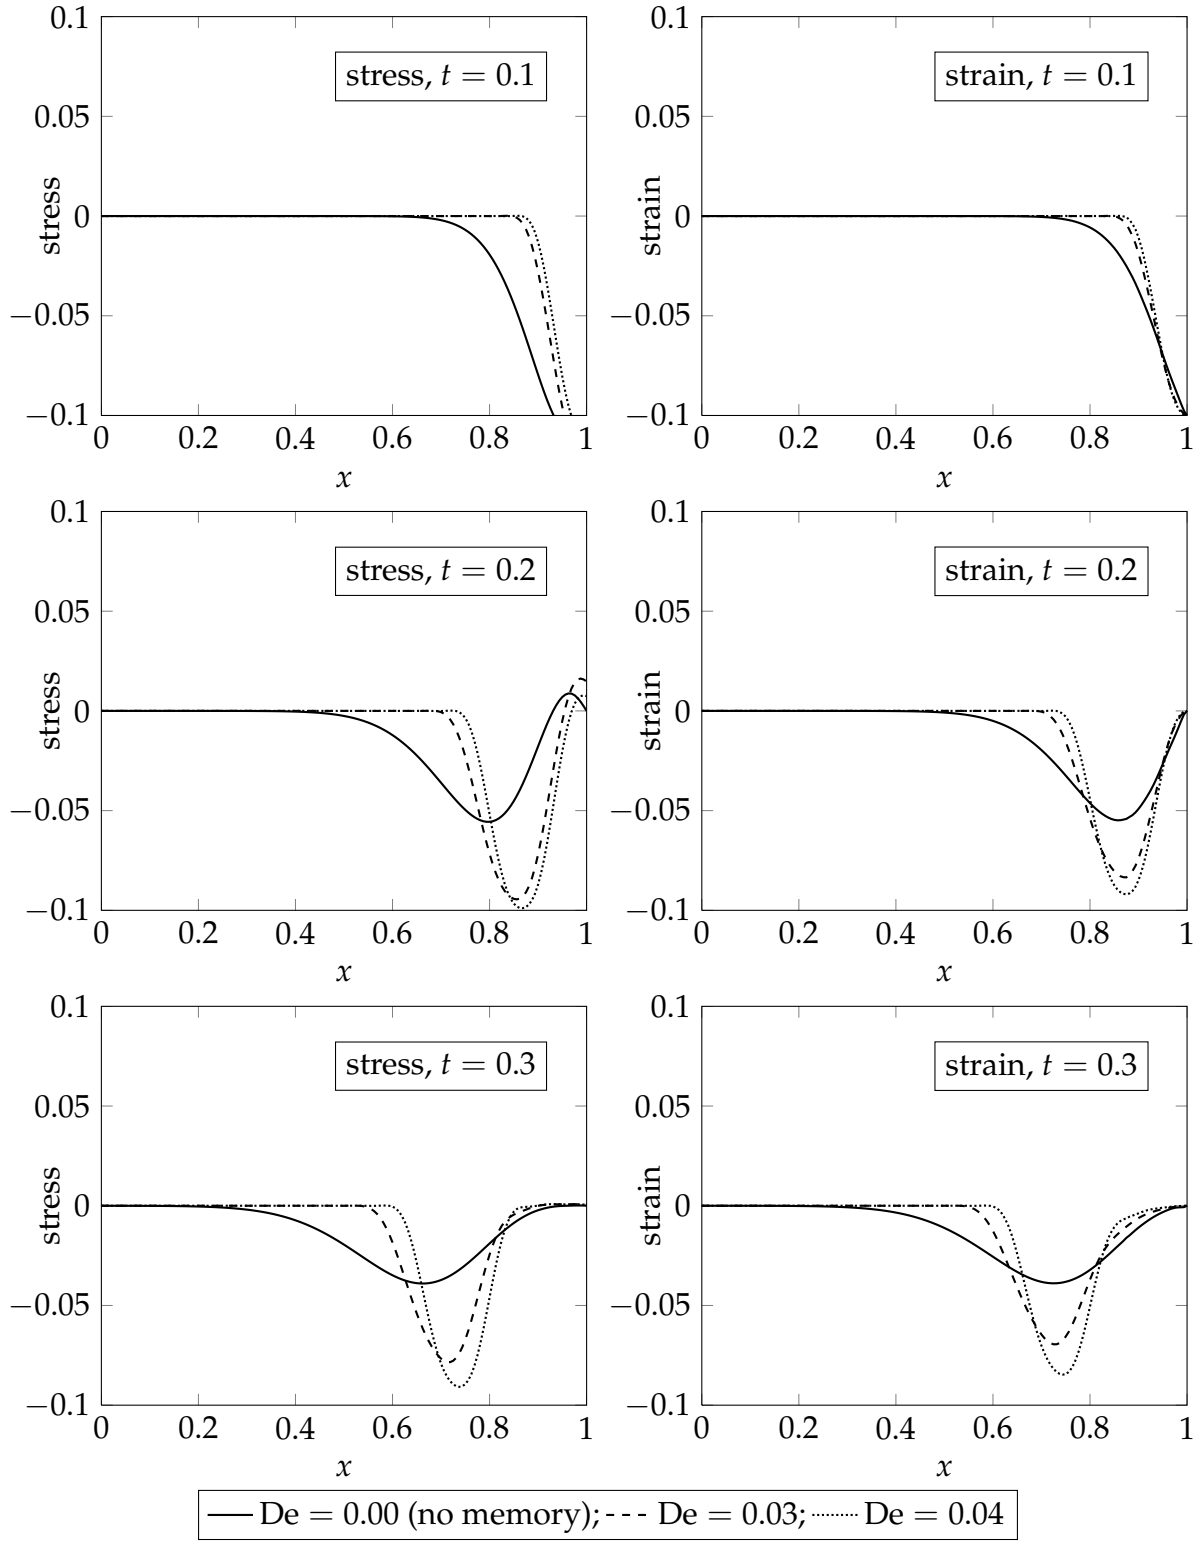 0.1
0.05
0
−0.05
−0.1
0 0.2 0.4 0.6 0.8 1
x
stress
stress, t = 0.1
0.1
0.05
0
−0.05
−0.1
0 0.2 0.4 0.6 0.8 1
x
strain
strain, t = 0.1
0.1
0.05
0
−0.05
−0.1
0 0.2 0.4 0.6 0.8 1
x
stress
stress, t = 0.2
0.1
0.05
0
−0.05
−0.1
0 0.2 0.4 0.6 0.8 1
x
strain
strain, t = 0.2
0.1
0.05
0
−0.05
−0.1
0 0.2 0.4 0.6 0.8 1
x
stress
stress, t = 0.3
0.1
0.05
0
−0.05
−0.1
0 0.2 0.4 0.6 0.8 1
x
strain
strain, t = 0.3
De = 0.00 (no memory); De = 0.03; De = 0.04